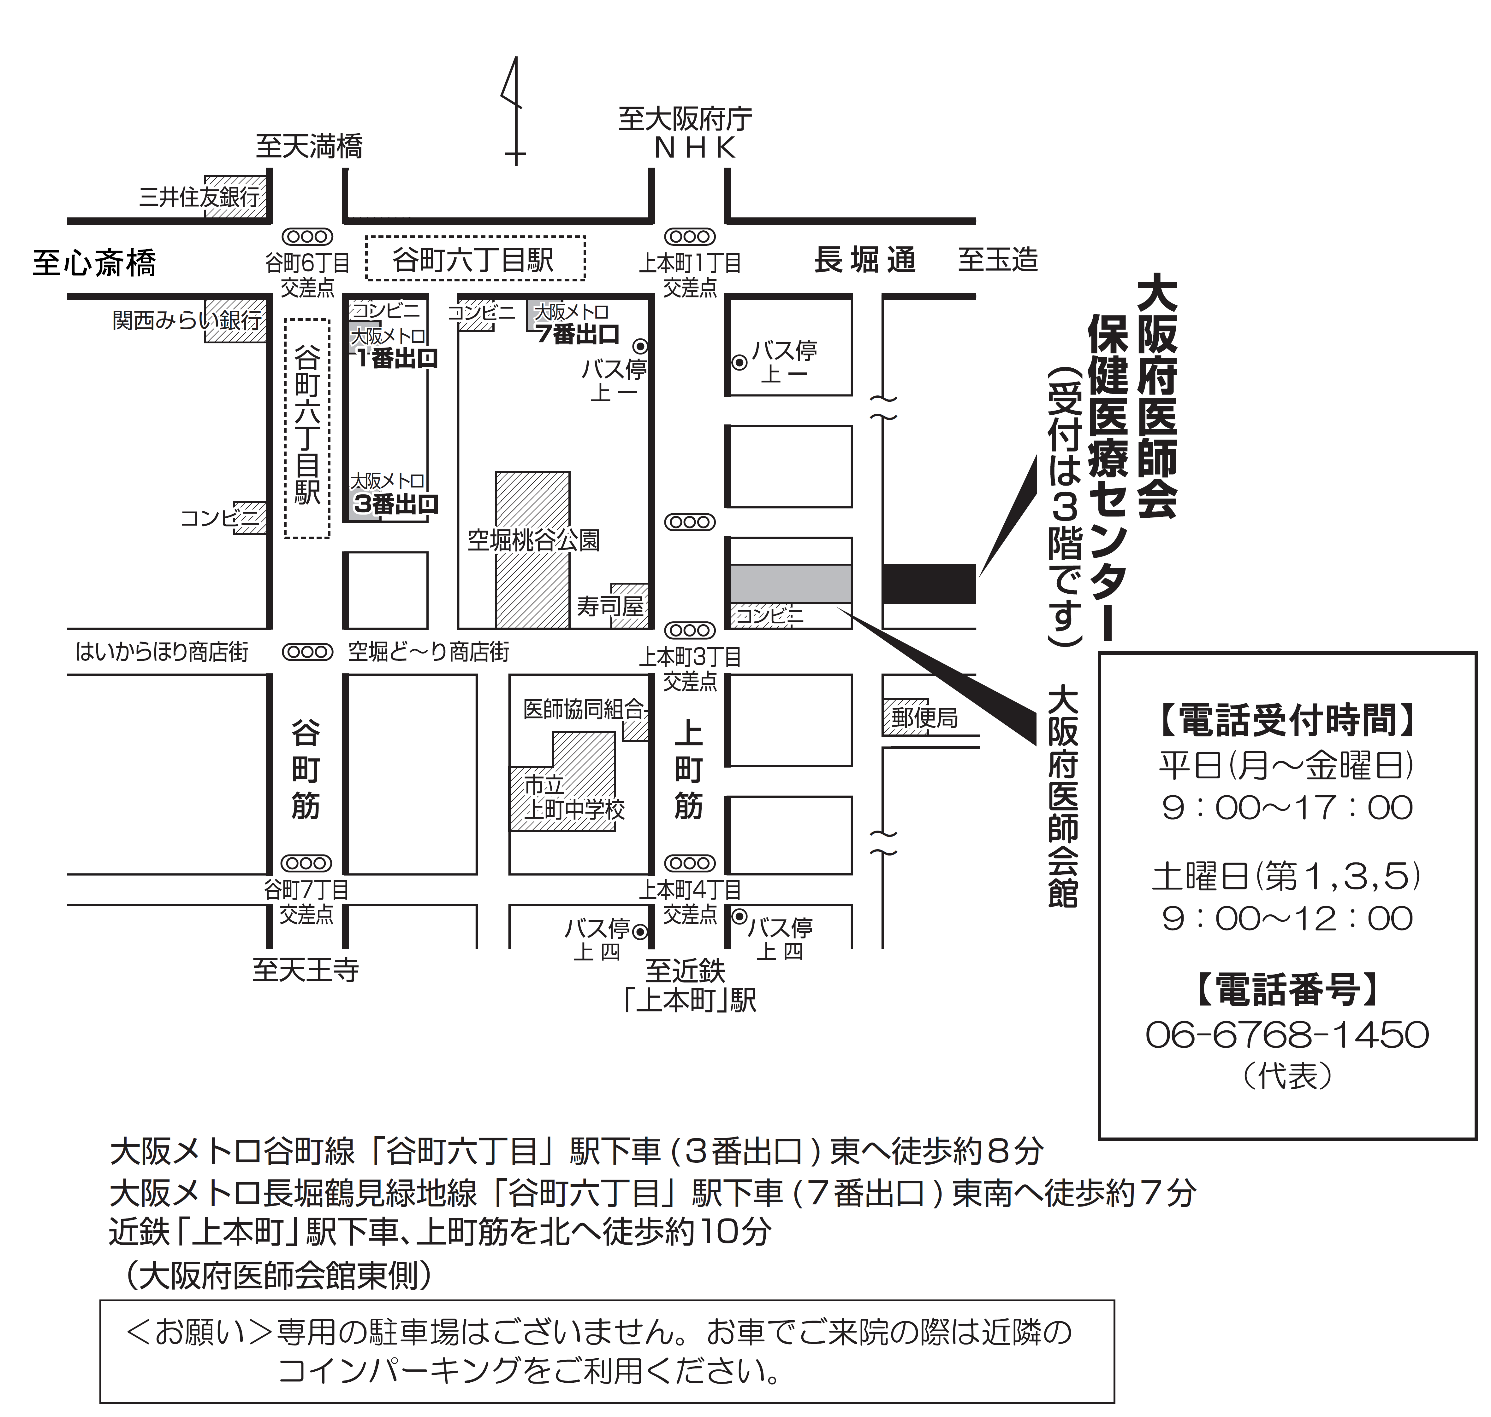 至天満橋
至大阪府庁
NHK
三井住友銀行
至心斎橋
谷町6丁目
交差点
谷町六丁目駅
上本町1丁目
交差点
長堀通
至玉造
関西みらい銀行
コンビニ
大阪メトロ
1番出口
コンビニ
大阪メトロ
7番出口
バス停
上一
バス停
上一
谷町六丁目駅
大阪メトロ
3番出口
コンビニ
空堀桃谷公園
寿司屋
コンビニ
大阪府医師会
保健医療センター
(受付は3階です)
はいからほり商店街
空堀ど～り商店街
上本町3丁目
交差点
医師協同組合
郵便局
谷町筋
上町筋
市立
上町中学校
大阪府医師会館
谷町7丁目
交差点
上本町4丁目
交差点
バス停
上四
バス停
上四
至天王寺
至近鉄
「上本町」駅
【電話受付時間】
平日(月～金曜日)
9：00～17：00
土曜日(第1,3,5)
9：00～12：00
【電話番号】
06-6768-1450
(代表)
大阪メトロ谷町線「谷町六丁目」駅下車(3番出口)東へ徒歩約8分
大阪メトロ長堀鶴見緑地線「谷町六丁目」駅下車(7番出口)東南へ徒歩約7分
近鉄「上本町」駅下車、上町筋を北へ徒歩約10分
(大阪府医師会館東側)
＜お願い＞専用の駐車場はございません。お車でご来院の際は近隣の
コインパーキングをご利用ください。